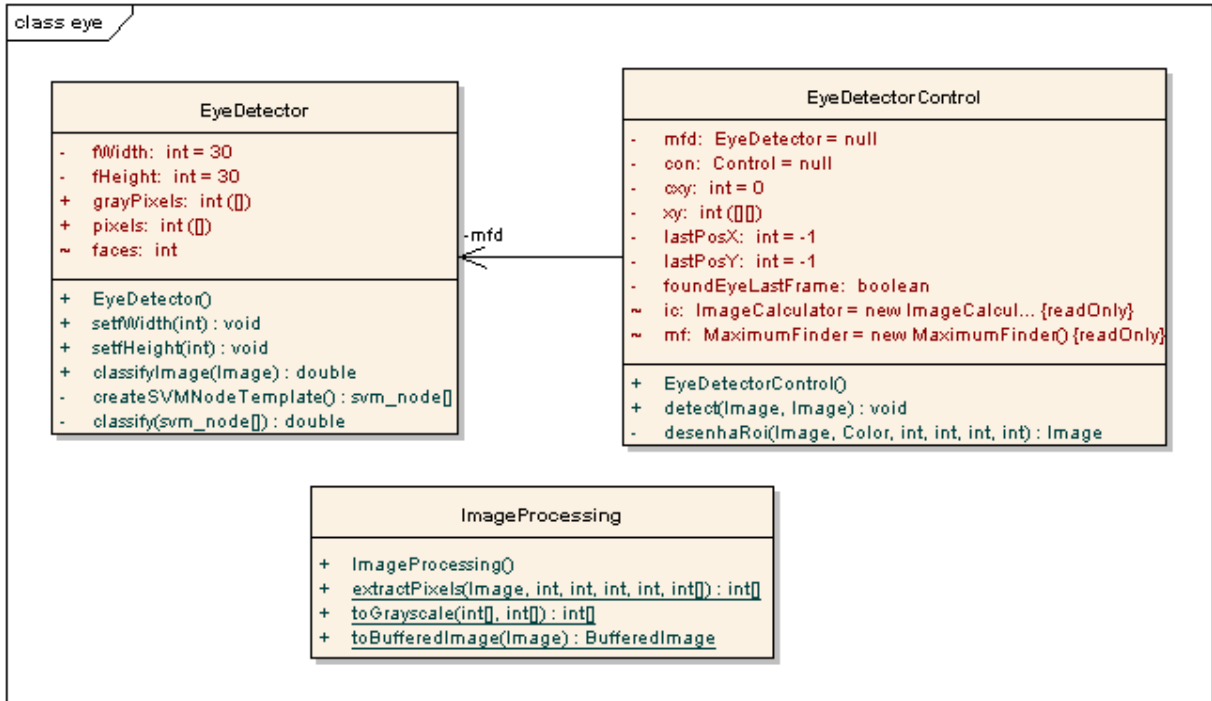 class eye
EyeDetector
- fWidth: int = 30
- fHeight: int = 30
+ grayPixels: int ([])
+ pixels: int ([])
~ faces: int
+ EyeDetector()
+ setfWidth(int) : void
+ setfHeight(int) : void
+ classifyImage(Image) : double
- createSVMNodeTemplate() : svm_node[]
- classify(svm_node[]) : double
-mfd
EyeDetectorControl
- mfd: EyeDetector = null
- con: Control = null
- cxy: int = 0
- xy: int ([][])
- lastPosX: int = -1
- lastPosY: int = -1
- foundEyeLastFrame: boolean
~ ic: ImageCalculator = new ImageCalcul... {readOnly}
~ mf: MaximumFinder = new MaximumFinder() {readOnly}
+ EyeDetectorControl()
+ detect(Image, Image) : void
- desenhaRoi(Image, Color, int, int, int, int) : Image
ImageProcessing
+ ImageProcessing()
+ extractPixels(Image, int, int, int, int, int[]) : int[]
+ toGrayscale(int[], int[]) : int[]
+ toBufferedImage(Image) : BufferedImage